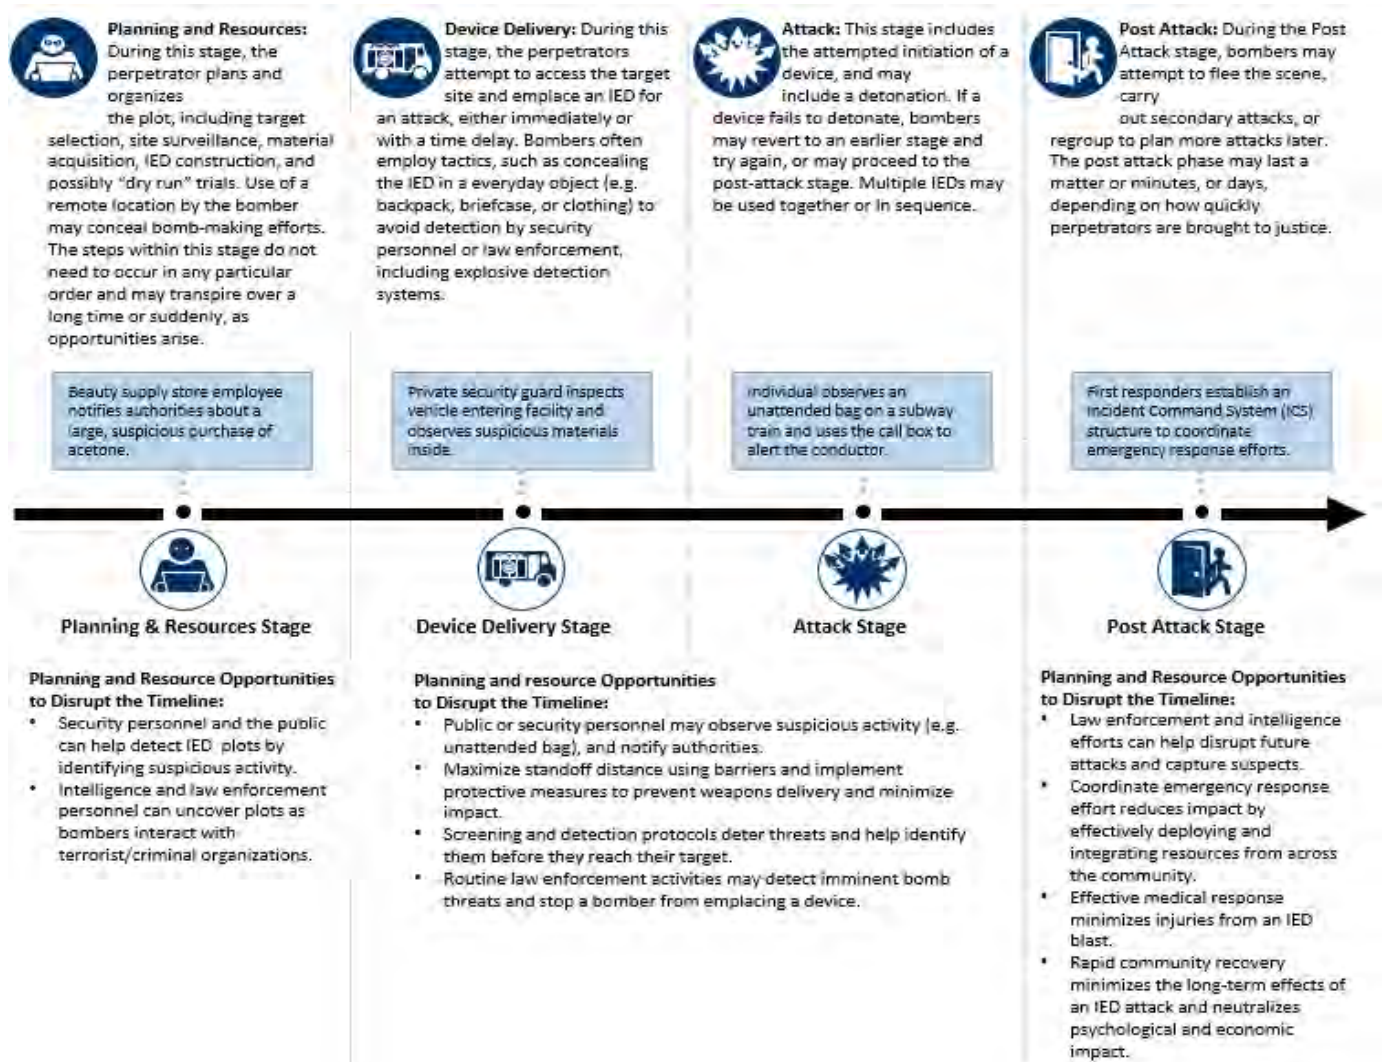 Planning and Resources:
During this stage, the
perpetrator plans and
organizes
the plot, including target
selection, site surveillance, material
acquisition, IED construction, and
possibly "dry run" trials. Use of a
remote location by the bomber
may conceal bomb-making efforts.
The steps within this stage do not
need to occur in any particular
order and may transpire over a
long time or suddenly, as
opportunities arise.
Device Delivery: During this
stage, the perpetrators
attempt to access the target
site and emplace an IED for
an attack, either immediately or
with a time delay. Bombers often
employ tactics, such as concealing
the IED in a everyday object (e.g.
backpack, briefcase, or clothing) to
avoid detection by security
personnel or law enforcement,
including explosive detection
systems.
Attack: This stage includes
the attempted initiation of a
device, and may
include a detonation. If a
device fails to detonate, bombers
may revert to an earlier stage and
try again, or may proceed to the
post-attack stage. Multiple IEDs may
be used together or in sequence.
Post Attack: During the Post
Attack stage, bombers may
attempt to flee the scene,
carry
out secondary attacks, or
regroup to plan more attacks later.
The post attack phase may last a
matter or minutes, or days,
depending on how quickly
perpetrators are brought to justice.
Beauty supply store employee
notifies authorities about a
large, suspicious purchase of
acetone.
Private security guard inspects
vehicle entering facility and
observes suspicious materials
inside.
Individual observes an
unattended bag on a subway
train and uses the call box to
alert the conductor.
First responders establish an
Incident Command System (ICS)
structure to coordinate
emergency response efforts.
Planning & Resources Stage
Device Delivery Stage
Attack Stage
Post Attack Stage
Planning and Resource Opportunities
to Disrupt the Timeline:
• Security personnel and the public
can help detect IED plots by
identifying suspicious activity.
• Intelligence and law enforcement
personnel can uncover plots as
bombers interact with
terrorist/criminal organizations.
Planning and resource Opportunities
to Disrupt the Timeline:
• Public or security personnel may observe suspicious activity (e.g.
unattended bag), and notify authorities.
• Maximize standoff distance using barriers and implement
protective measures to prevent weapons delivery and minimize
impact.
• Screening and detection protocols deter threats and help identify
them before they reach their target.
• Routine law enforcement activities may detect imminent bomb
threats and stop a bomber from emplacing a device.
Planning and Resource Opportunities
to Disrupt the Timeline:
• Law enforcement and intelligence
efforts can help disrupt future
attacks and capture suspects.
• Coordinate emergency response
effort reduces impact by
effectively deploying and
integrating resources from across
the community.
• Effective medical response
minimizes injuries from an IED
blast.
• Rapid community recovery
minimizes the long-term effects of
an IED attack and neutralizes
psychological and economic
impact.